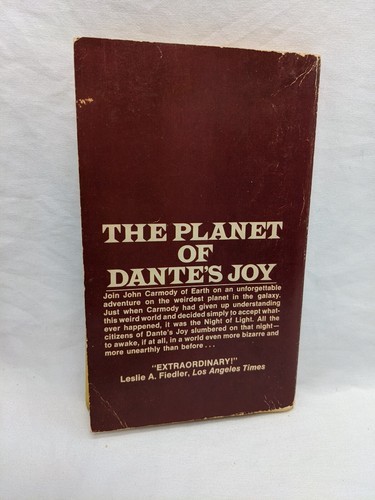 THE PLANET
OF
DANTE'S JOY
Join John Carmody of Earth on an unforgettable
adventure on the weirdest planet in the galaxy.
Just when Carmody had given up understanding
this weird world and decided simply to accept what-
ever happened, it was the Night of Light. All the
citizens of Dante's Joy slumbered on that night—
to awake, if at all, in a world even more bizarre and
more unearthly than before . . .
"EXTRAORDINARY!"
Leslie A. Fiedler, Los Angeles Times